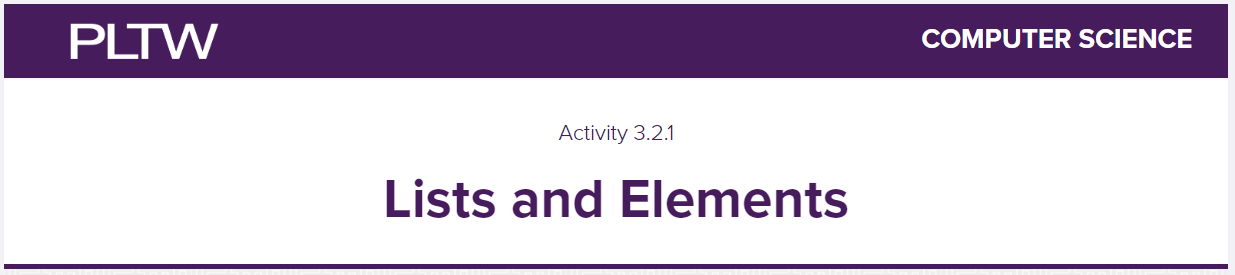 PLTW
COMPUTER SCIENCE
Activity 3.2.1
Lists and Elements